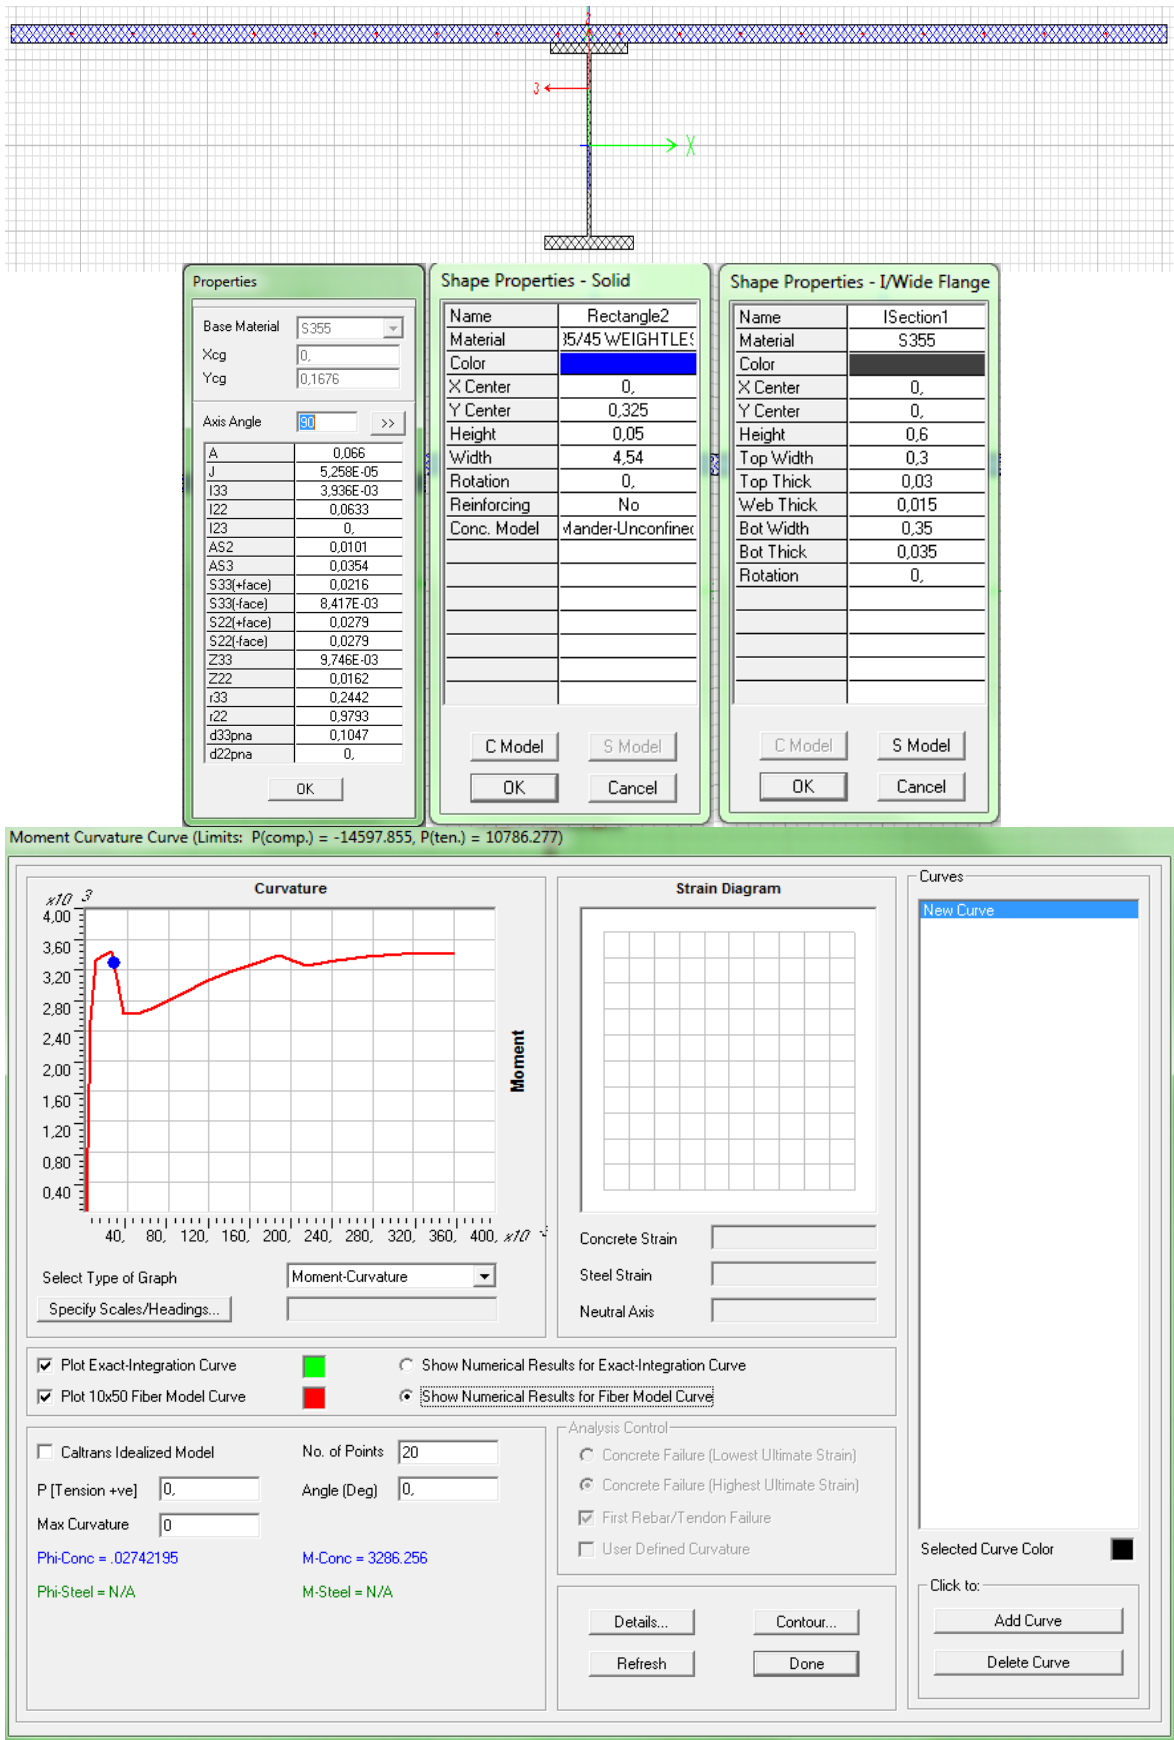 2
3
X
Properties
Base Material S355
Xcg 0,
Ycg 0,1676
Axis Angle 90 >>
A 0,066
J 5,258E-05
I33 3,936E-03
I22 0,0633
I23 0,
AS2 0,0101
AS3 0,0354
S33(+face) 0,0216
S33(-face) 8,417E-03
S22(+face) 0,0279
S22(-face) 0,0279
Z33 9,746E-03
Z22 0,0162
r33 0,2442
r22 0,9793
d33pna 0,1047
d22pna 0,
OK
Shape Properties - Solid
Name Rectangle2
Material 35/45 WEIGHTLES
Color
X Center 0,
Y Center 0,325
Height 0,05
Width 4,54
Rotation 0,
Reinforcing No
Conc. Model Mander-Unconfined
C Model S Model
OK Cancel
Shape Properties - I/Wide Flange
Name ISection1
Material S355
Color
X Center 0,
Y Center 0,
Height 0,6
Top Width 0,3
Top Thick 0,03
Web Thick 0,015
Bot Width 0,35
Bot Thick 0,035
Rotation 0,
C Model S Model
OK Cancel
Moment Curvature Curve (Limits: P(comp.) = -14597.855, P(ten.) = 10786.277)
Curvature
x10 3
4,00
3,60
3,20
2,80
2,40
2,00
1,60
1,20
0,80
0,40
40, 80, 120, 160, 200, 240, 280, 320, 360, 400, x10 -3
Moment
Select Type of Graph Moment-Curvature
Specify Scales/Headings...
Strain Diagram
Concrete Strain
Steel Strain
Neutral Axis
Curves
New Curve
Plot Exact-Integration Curve Show Numerical Results for Exact-Integration Curve
Plot 10x50 Fiber Model Curve Show Numerical Results for Fiber Model Curve
Caltrans Idealized Model No. of Points 20
P [Tension +ve] 0, Angle (Deg) 0,
Max Curvature 0
Phi-Conc = .02742195 M-Conc = 3286.256
Phi-Steel = N/A M-Steel = N/A
Analysis Control
Concrete Failure (Lowest Ultimate Strain)
Concrete Failure (Highest Ultimate Strain)
First Rebar/Tendon Failure
User Defined Curvature
Details... Contour...
Refresh Done
Selected Curve Color
Click to:
Add Curve
Delete Curve